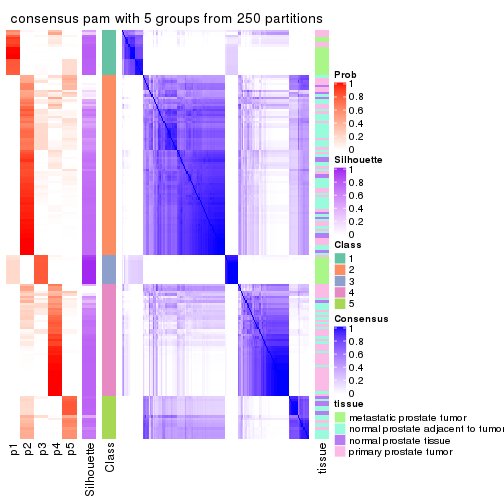 consensus pam with 5 groups from 250 partitions
Prob
1
0.8
0.6
0.4
0.2
0
Silhouette
1
0.8
0.6
0.4
0.2
0
Class
1
2
3
4
5
Consensus
1
0.8
0.6
0.4
0.2
0
tissue
metastatic prostate tumor
normal prostate adjacent to tumor
normal prostate tissue
primary prostate tumor
p1
p2
p3
p4
p5
Silhouette
Class
tissue